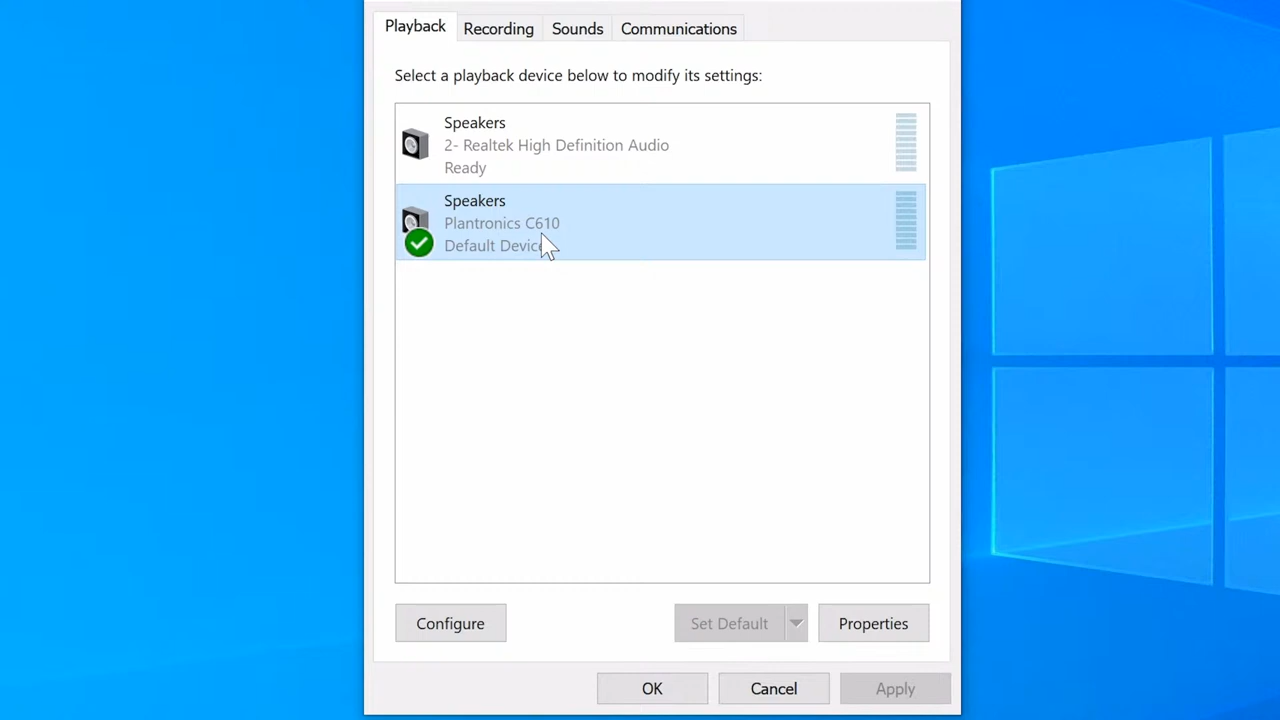 Playback
Recording
Sounds
Communications
Select a playback device below to modify its settings:
Speakers
2- Realtek High Definition Audio
Ready
Speakers
Plantronics C610
Default Device
Configure
Set Default
Properties
OK
Cancel
Apply